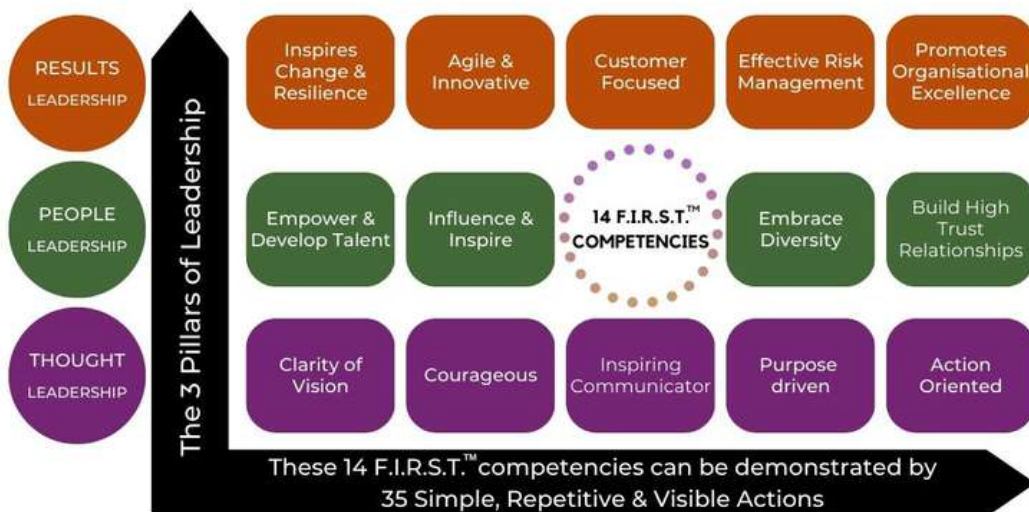 RESULTS
LEADERSHIP
Inspires
Change &
Resilience
Agile &
Innovative
Customer
Focused
Effective Risk
Management
Promotes
Organisational
Excellence
The 3 Pillars of Leadership
PEOPLE
LEADERSHIP
Empower &
Develop Talent
Influence &
Inspire
14 F.I.R.S.T.™
COMPETENCIES
Embrace
Diversity
Build High
Trust
Relationships
THOUGHT
LEADERSHIP
Clarity of
Vision
Courageous
Inspiring
Communicator
Purpose
driven
Action
Oriented
These 14 F.I.R.S.T.™ competencies can be demonstrated by
35 Simple, Repetitive & Visible Actions